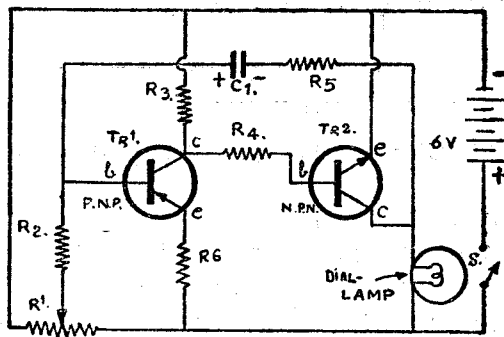 + C1. -
R5
R3.
-
TR1.
c
R4.
TR2.
e
6V
b
b
+
P.N.P.
e
N.P.N.
C
R2.
R6
S.
DIAL-
LAMP
R1.